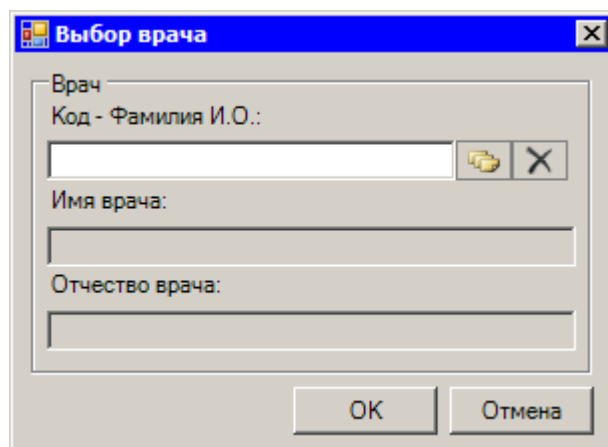 Выбор врача
Врач
Код - Фамилия И.О.:
Имя врача:
Отчество врача:
OK
Отмена